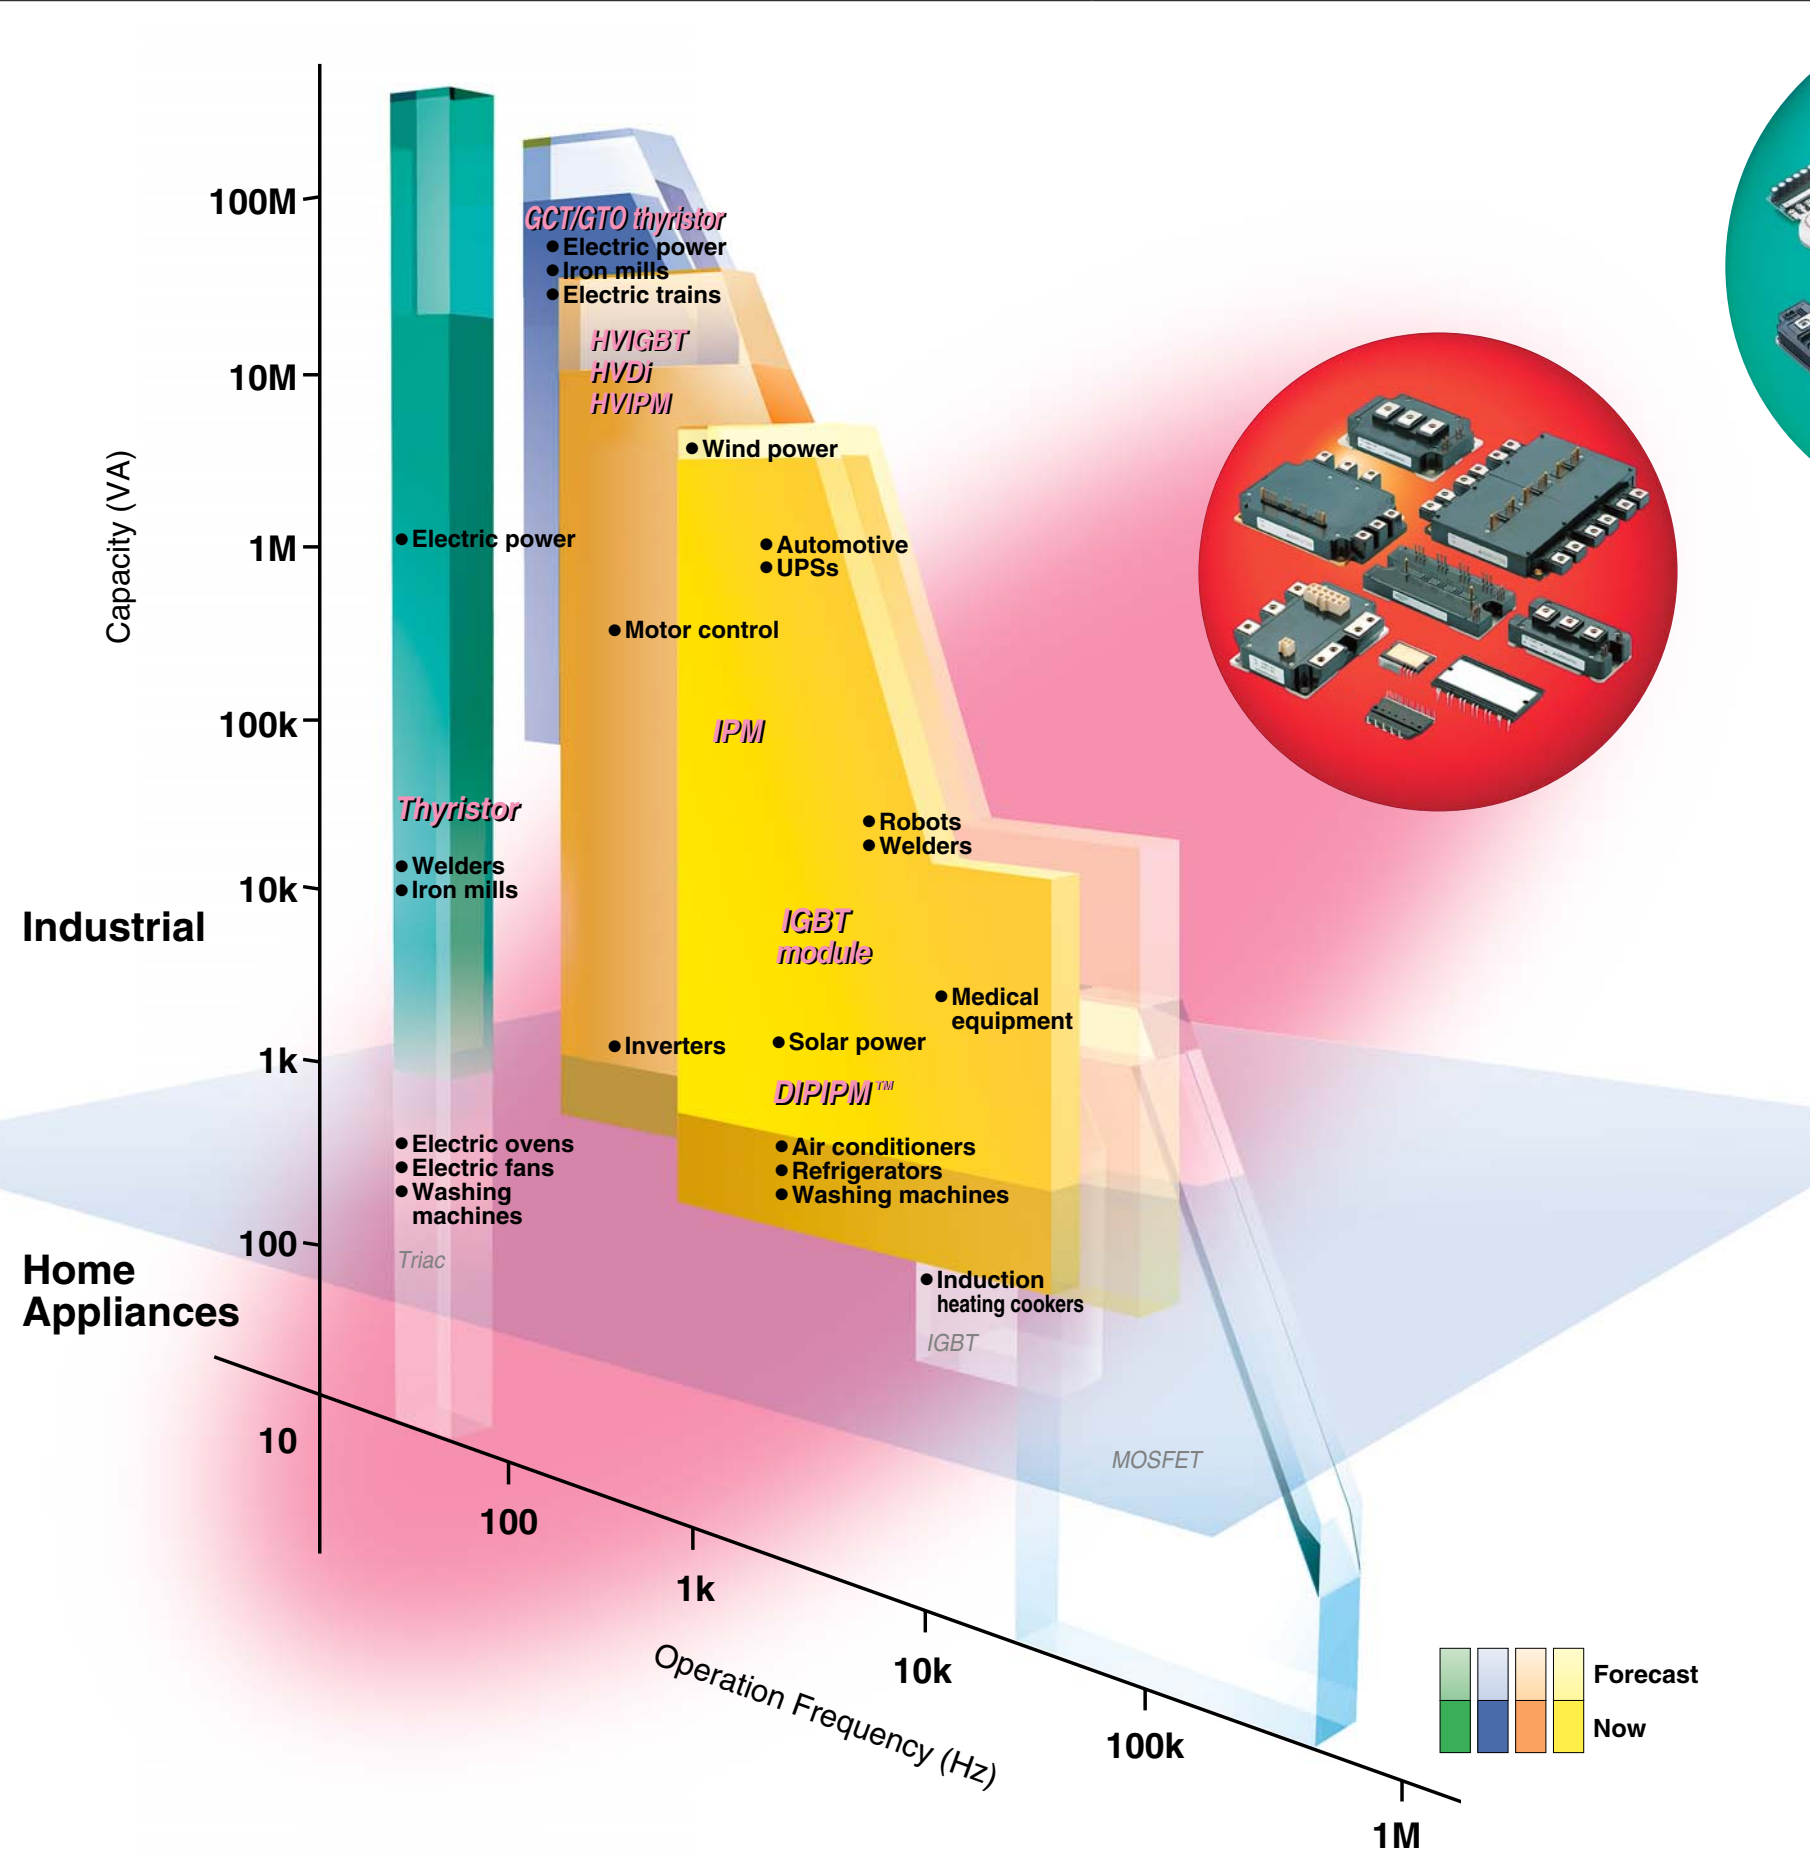 100M
10M
1M
100k
10k
1k
100
10
Capacity (VA)
Industrial
Home
Appliances
GCT/GTO thyristor
● Electric power
● Iron mills
● Electric trains
HVIGBT
HVDi
HVIPM
● Wind power
● Electric power
● Automotive
● UPSs
● Motor control
IPM
Thyristor
● Robots
● Welders
● Welders
● Iron mills
IGBT
module
● Medical
equipment
● Inverters
● Solar power
DIPIPM™
● Electric ovens
● Electric fans
● Washing
machines
Triac
● Air conditioners
● Refrigerators
● Washing machines
● Induction
heating cookers
IGBT
MOSFET
100
1k
10k
100k
1M
Operation Frequency (Hz)
Forecast
Now